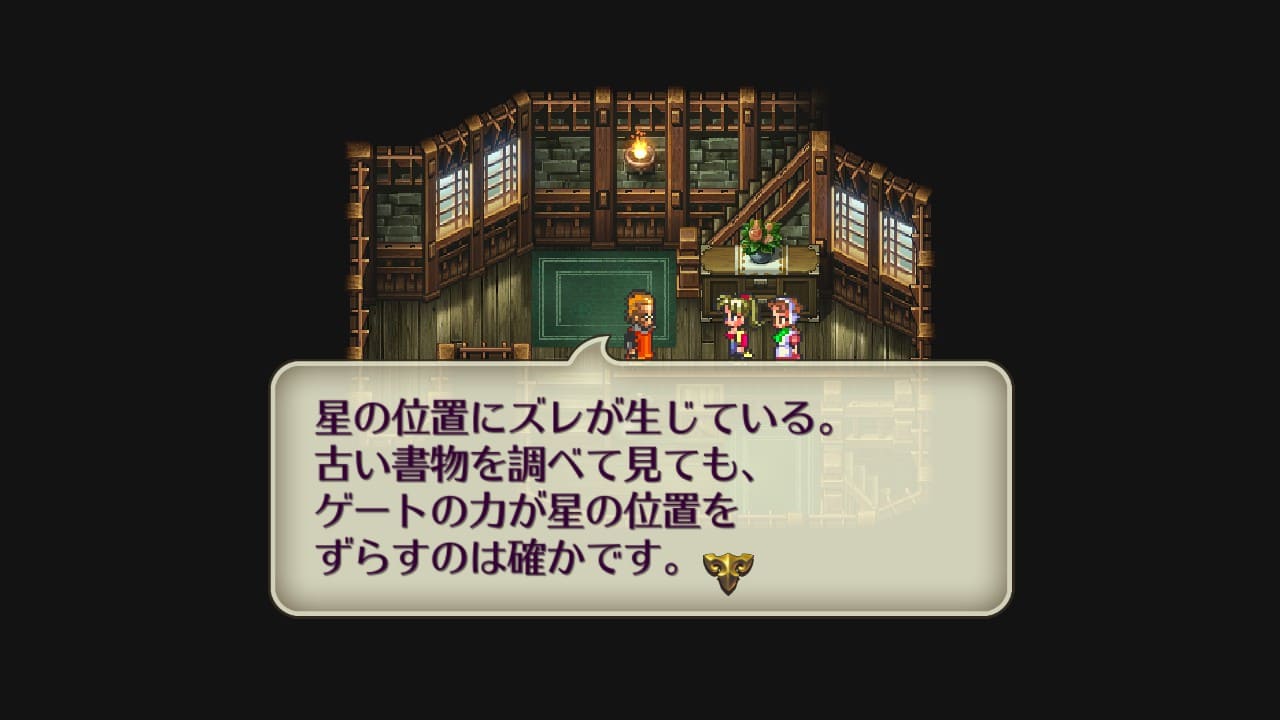 星の位置にズレが生じている。
古い書物を調べて見ても、
ゲートの力が星の位置を
ずらすのは確かです。